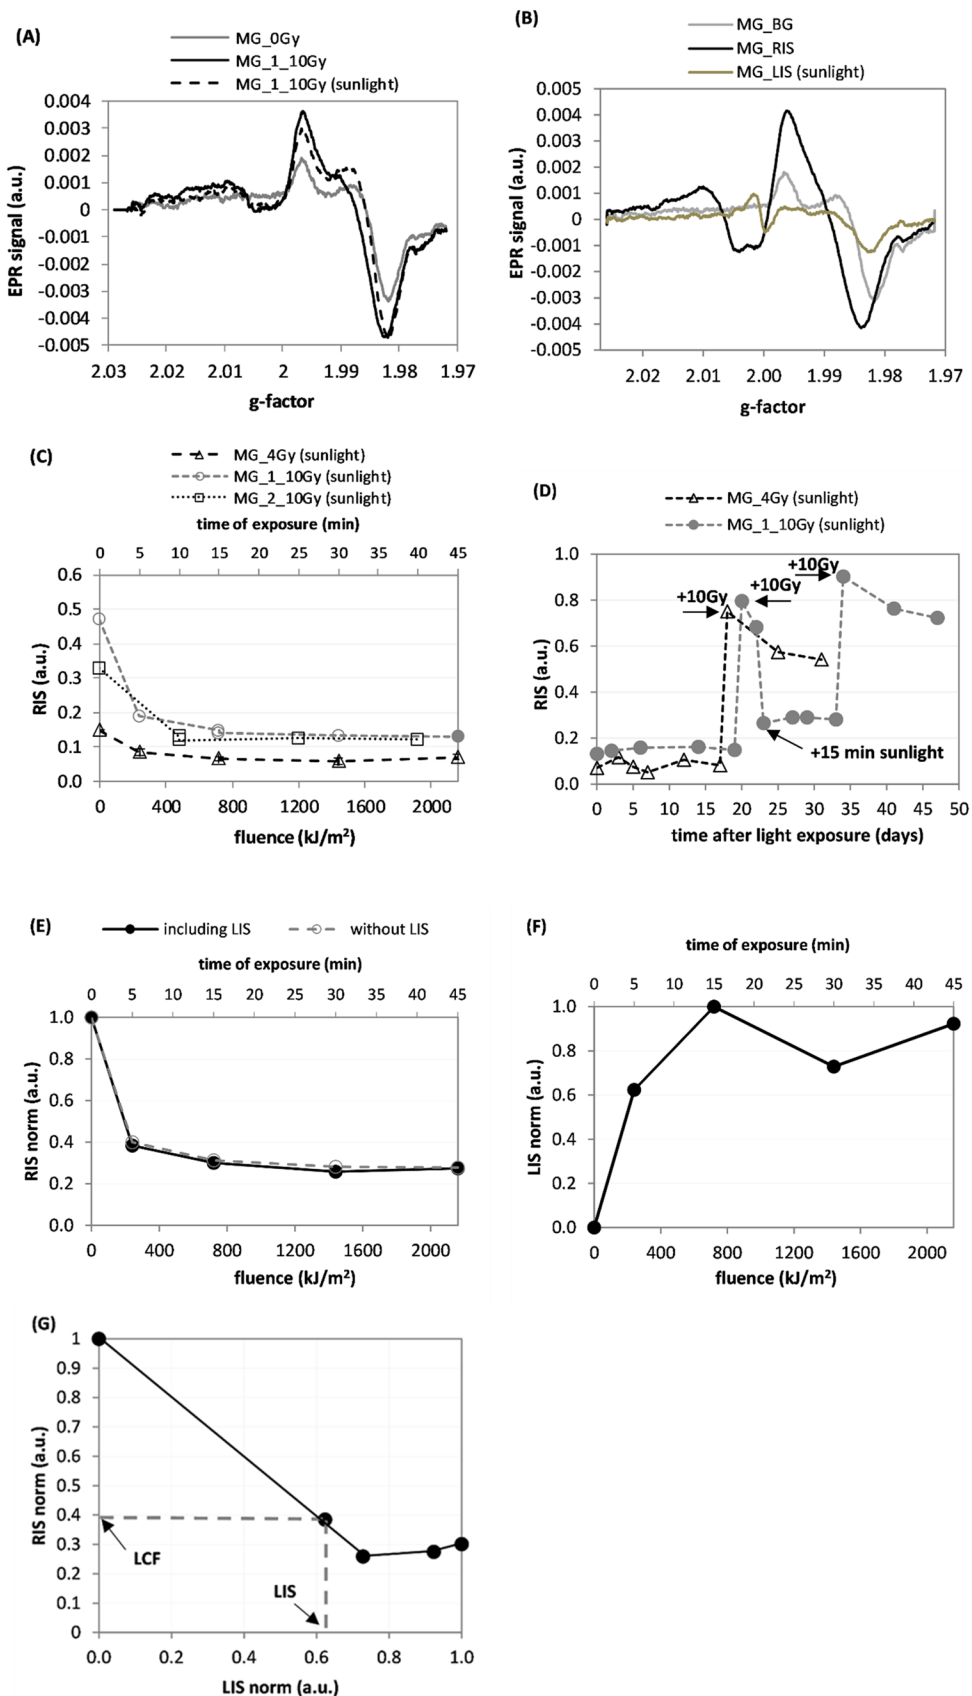 (A)
MG_0Gy
MG_1_10Gy
MG_1_10Gy (sunlight)
0.004
0.003
0.002
0.001
0
-0.001
-0.002
-0.003
-0.004
-0.005
EPR signal (a.u.)
2.03 2.02 2.01 2 1.99 1.98 1.97
g-factor
(B)
MG_BG
MG_RIS
MG_LIS (sunlight)
0.005
0.004
0.003
0.002
0.001
0
-0.001
-0.002
-0.003
-0.004
-0.005
EPR signal (a.u.)
2.02 2.01 2.00 1.99 1.98 1.97
g-factor
(C)
MG_4Gy (sunlight)
MG_1_10Gy (sunlight)
MG_2_10Gy (sunlight)
time of exposure (min)
0 5 10 15 20 25 30 35 40 45
0.6
0.5
0.4
0.3
0.2
0.1
0.0
RIS (a.u.)
0 400 800 1200 1600 2000
fluence (kJ/m²)
(D)
MG_4Gy (sunlight)
MG_1_10Gy (sunlight)
1.0
0.8
0.6
0.4
0.2
0.0
RIS (a.u.)
+10Gy
+10Gy
+10Gy
+15 min sunlight
0 5 10 15 20 25 30 35 40 45 50
time after light exposure (days)
(E)
including LIS
without LIS
time of exposure (min)
0 5 10 15 20 25 30 35 40 45
1.0
0.8
0.6
0.4
0.2
0.0
RIS norm (a.u.)
0 400 800 1200 1600 2000
fluence (kJ/m²)
(F)
time of exposure (min)
0 5 10 15 20 25 30 35 40 45
1.0
0.8
0.6
0.4
0.2
0.0
LIS norm (a.u.)
0 400 800 1200 1600 2000
fluence (kJ/m²)
(G)
1
0.9
0.8
0.7
0.6
0.5
0.4
0.3
0.2
0.1
0
RIS norm (a.u.)
LCF
LIS
0.0 0.2 0.4 0.6 0.8 1.0
LIS norm (a.u.)